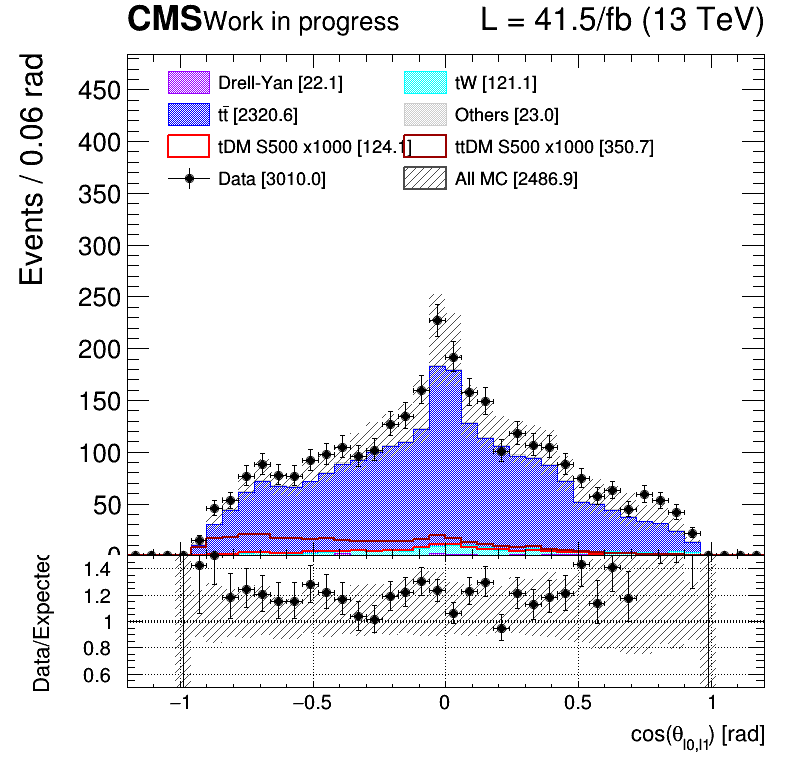 CMS Work in progress L = 41.5/fb (13 TeV)
Events / 0.06 rad
Drell-Yan [22.1] tW [121.1]
tt̄ [2320.6] Others [23.0]
tDM S500 x1000 [124.1] ttDM S500 x1000 [350.7]
Data [3010.0] All MC [2486.9]
450
400
350
300
250
200
150
100
50
0
Data/Expected
1.4
1.2
1
0.8
0.6
−1 −0.5 0 0.5 1
cos(θ_{l0,l1}) [rad]